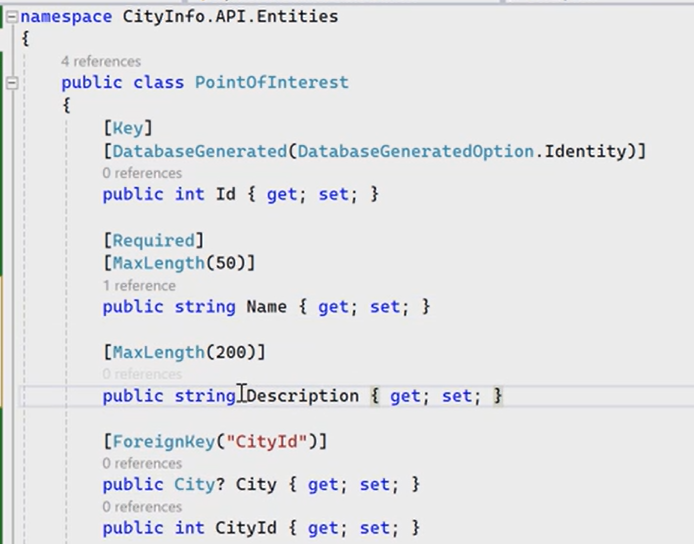 namespace CityInfo.API.Entities
{
4 references
public class PointOfInterest
{
[Key]
[DatabaseGenerated(DatabaseGeneratedOption.Identity)]
0 references
public int Id { get; set; }
[Required]
[MaxLength(50)]
1 reference
public string Name { get; set; }
[MaxLength(200)]
0 references
public string Description { get; set; }
[ForeignKey("CityId")]
0 references
public City? City { get; set; }
0 references
public int CityId { get; set; }